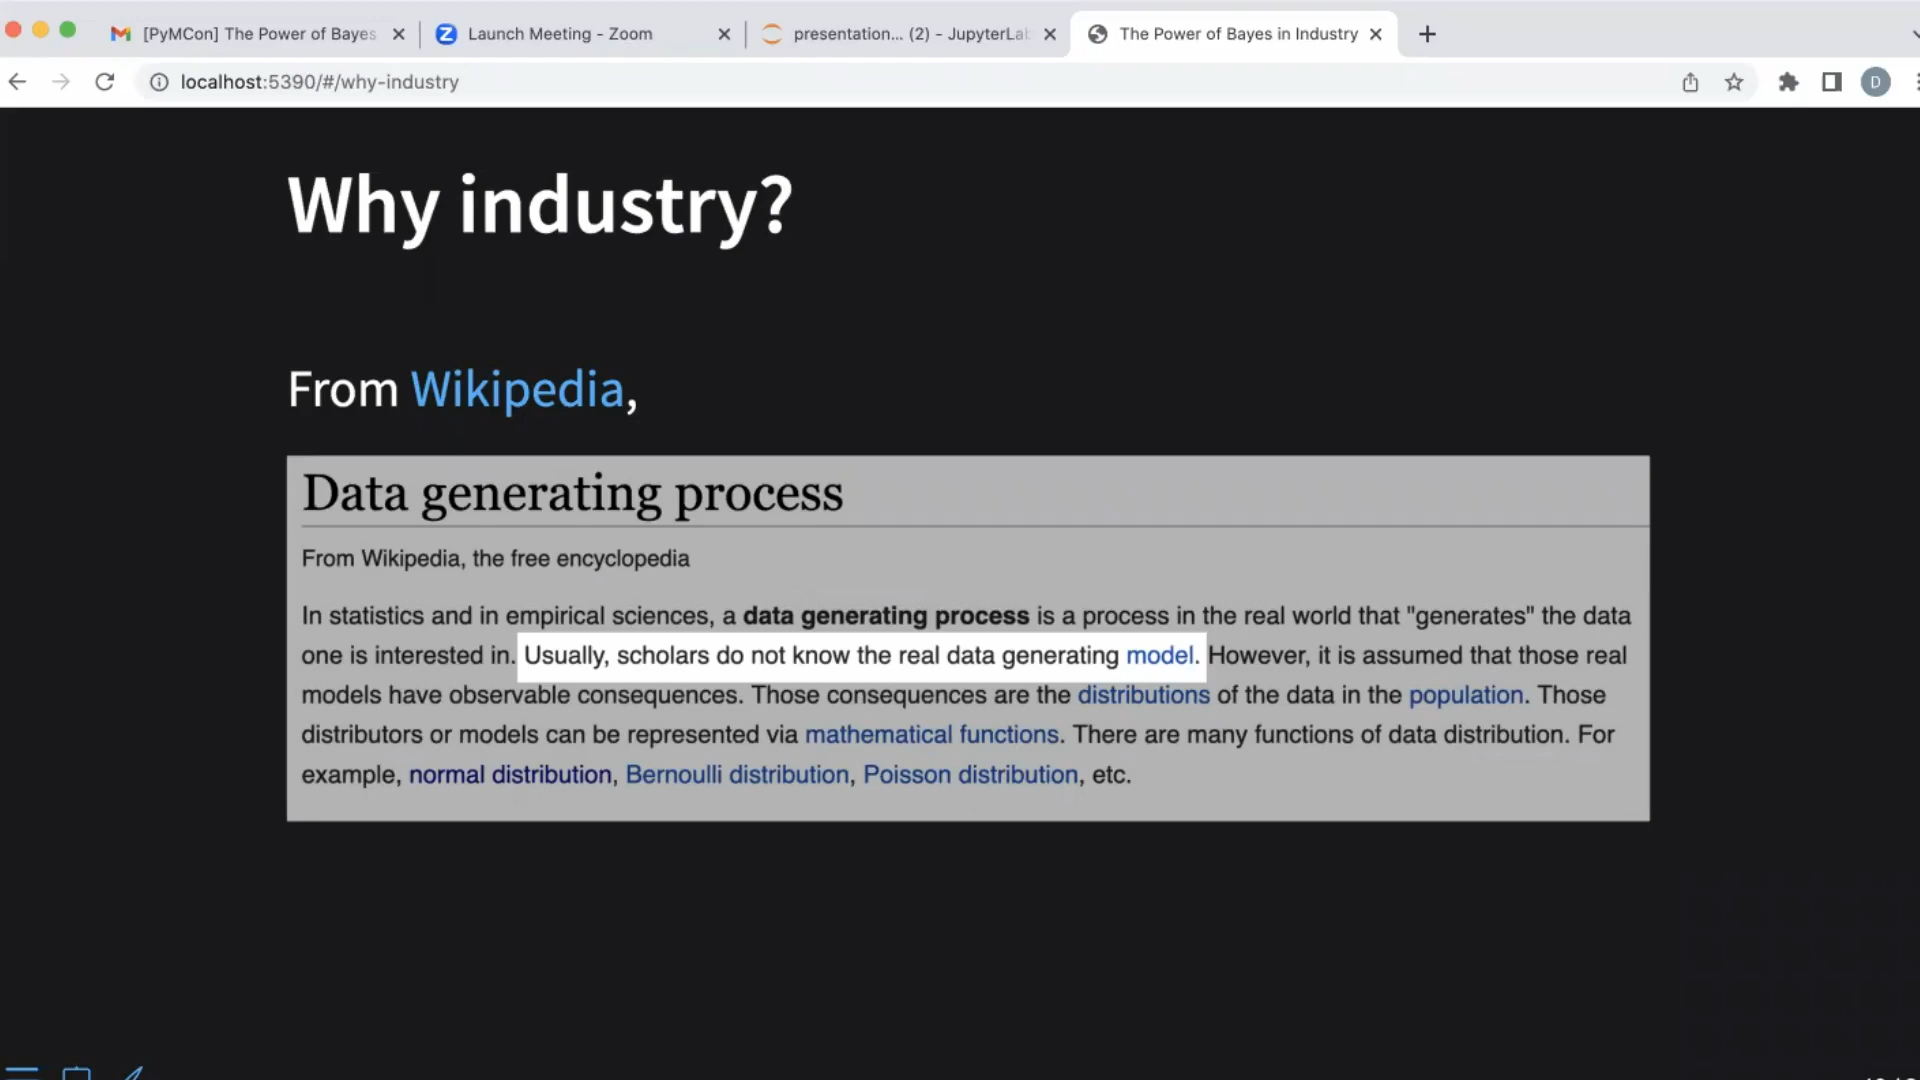 [PyMCon] The Power of Bayes
Launch Meeting - Zoom
presentation... (2) - JupyterLab
The Power of Bayes in Industry
localhost:5390/#/why-industry
D
Why industry?
From Wikipedia,
Data generating process
From Wikipedia, the free encyclopedia
In statistics and in empirical sciences, a data generating process is a process in the real world that "generates" the data
one is interested in. Usually, scholars do not know the real data generating model. However, it is assumed that those real
models have observable consequences. Those consequences are the distributions of the data in the population. Those
distributors or models can be represented via mathematical functions. There are many functions of data distribution. For
example, normal distribution, Bernoulli distribution, Poisson distribution, etc.